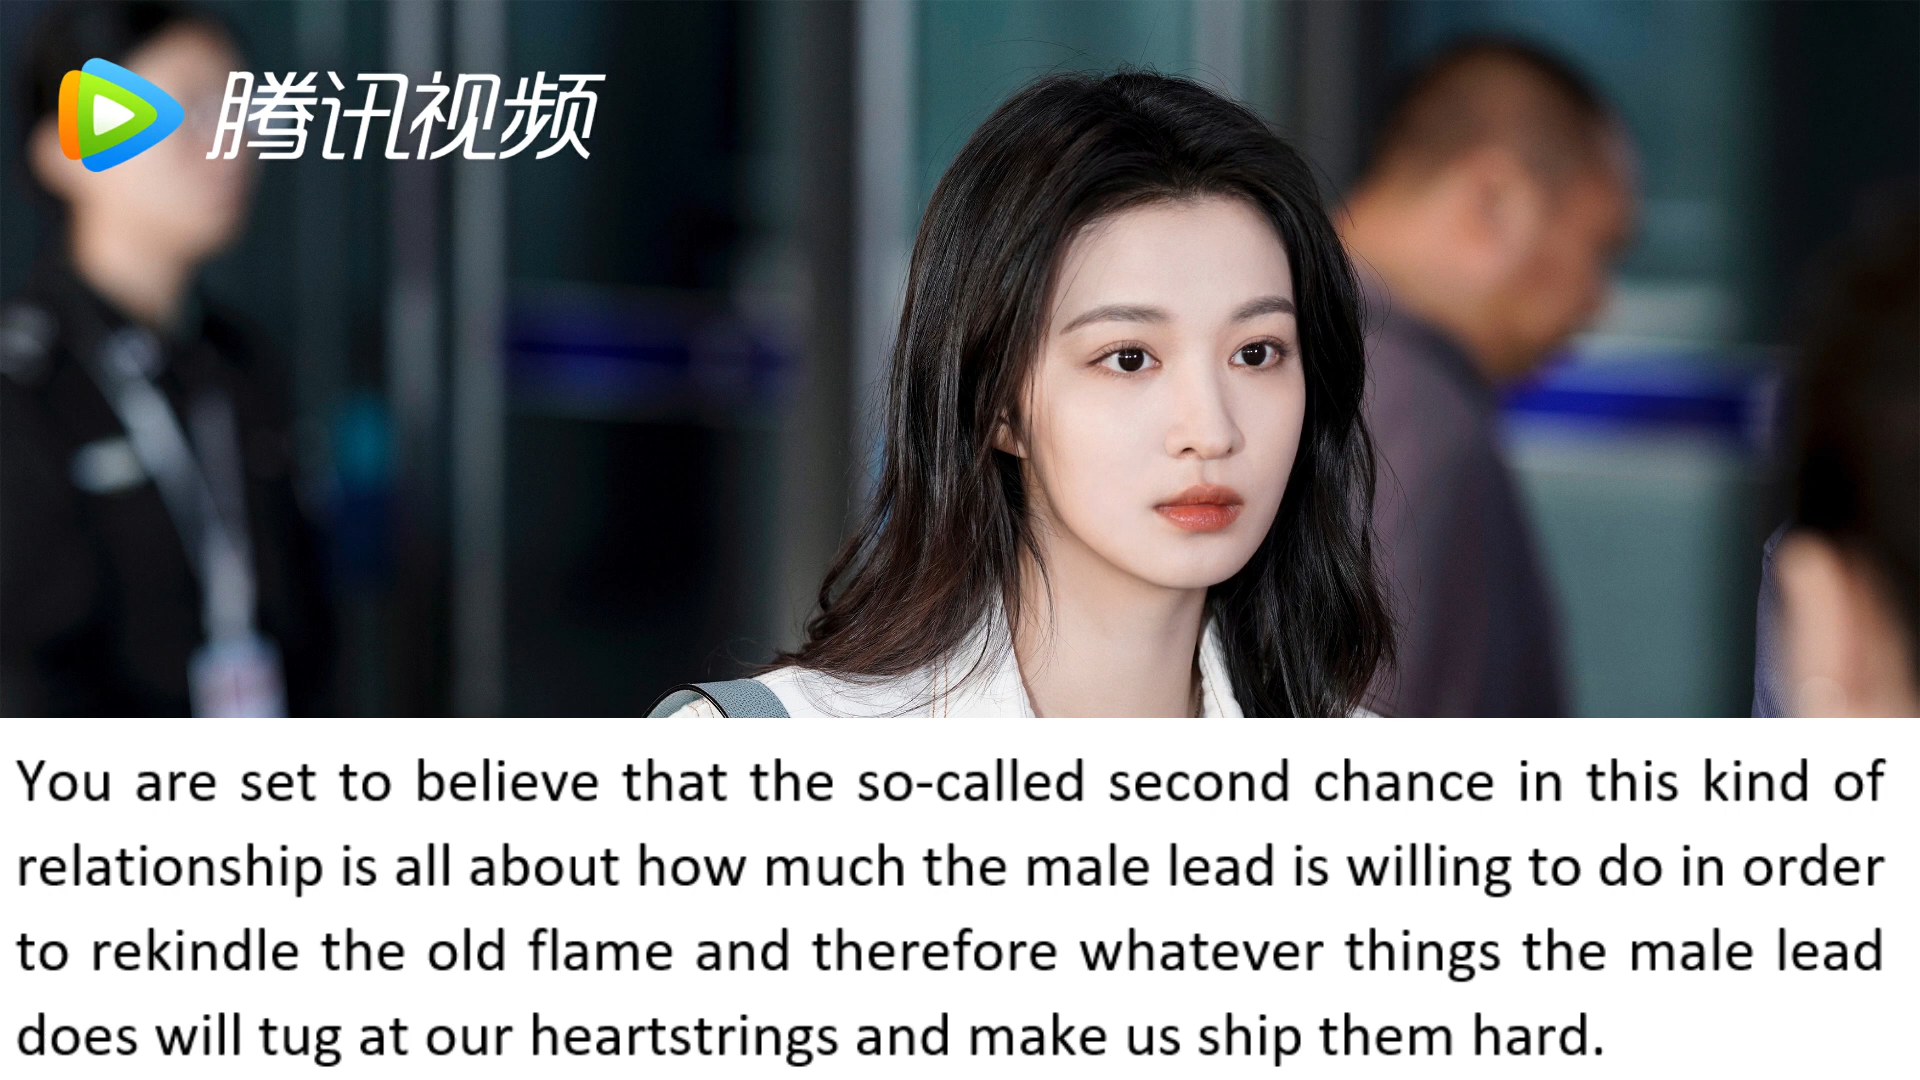 腾讯视频
You are set to believe that the so-called second chance in this kind of
relationship is all about how much the male lead is willing to do in order
to rekindle the old flame and therefore whatever things the male lead
does will tug at our heartstrings and make us ship them hard.